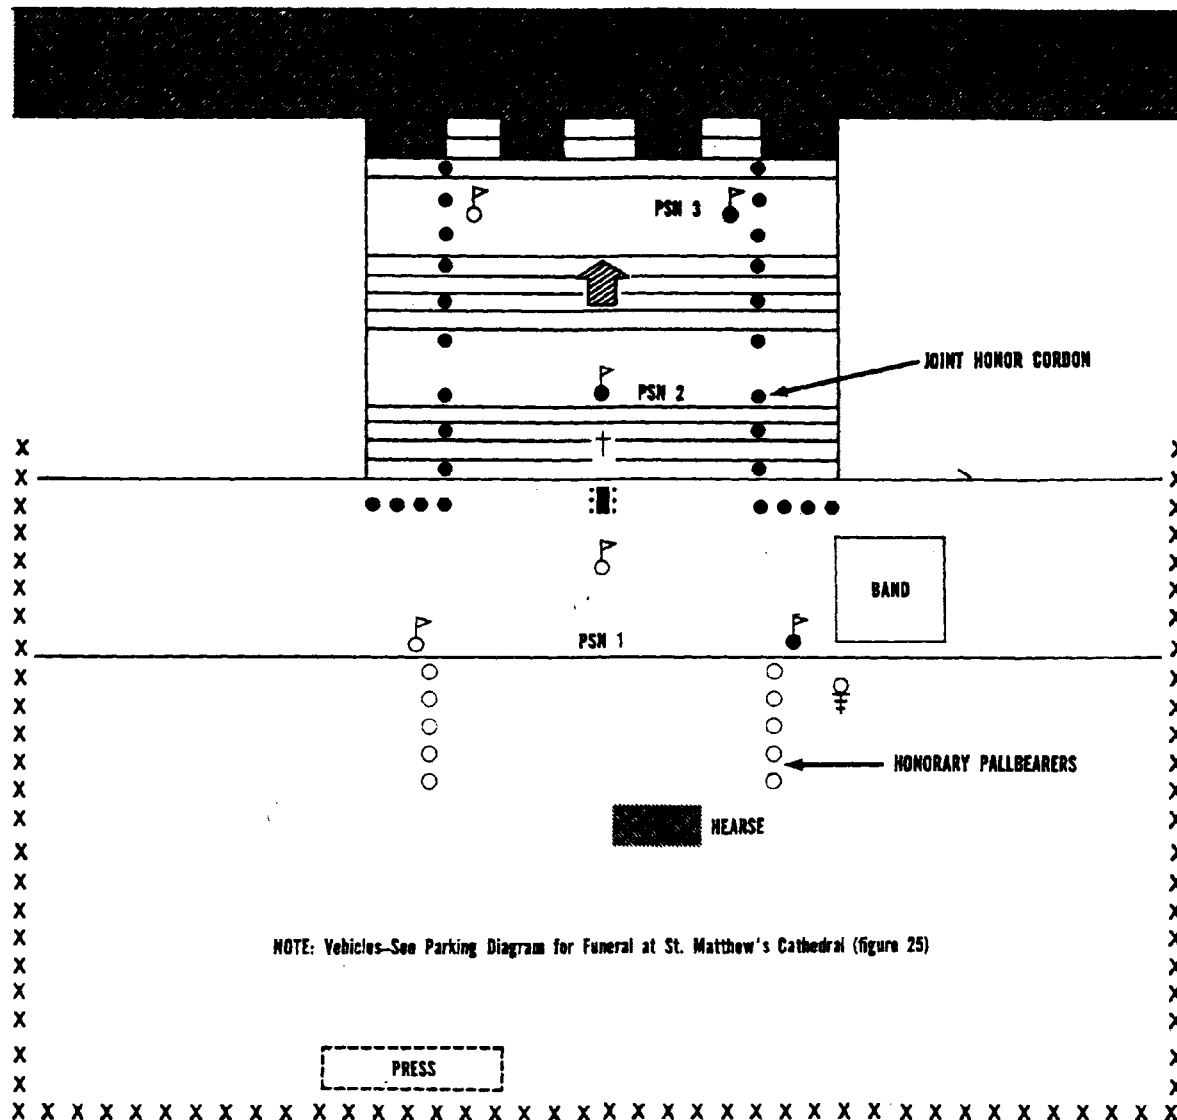 PSN 3
JOINT HONOR CORDON
PSN 2
BAND
PSN 1
HONORARY PALLBEARERS
HEARSE
NOTE: Vehicles—See Parking Diagram for Funeral at St. Matthew's Cathedral (figure 25)
PRESS